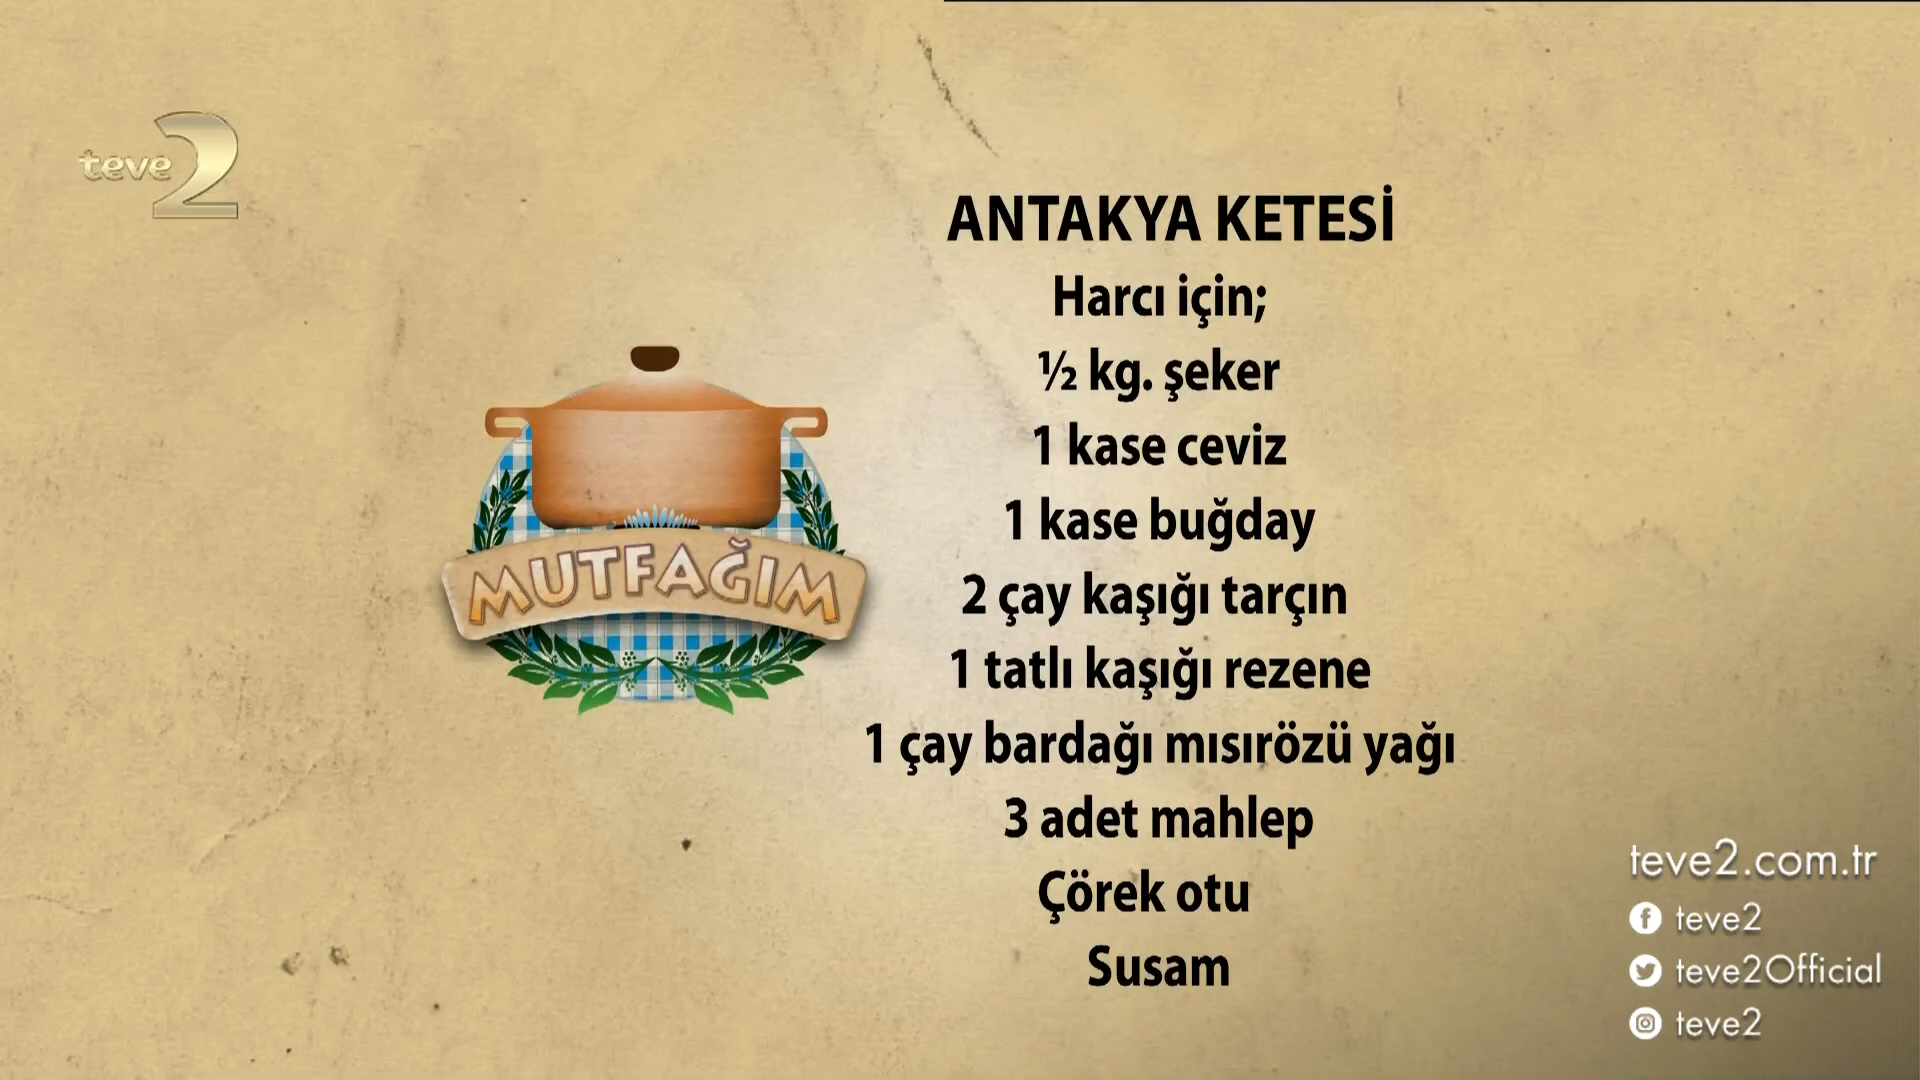 teve2
ANTAKYA KETESİ
Harcı için;
½ kg. şeker
1 kase ceviz
1 kase buğday
2 çay kaşığı tarçın
1 tatlı kaşığı rezene
1 çay bardağı mısırözü yağı
3 adet mahlep
Çörek otu
Susam
MUTFAĞIM
teve2.com.tr
teve2
teve2Official
teve2